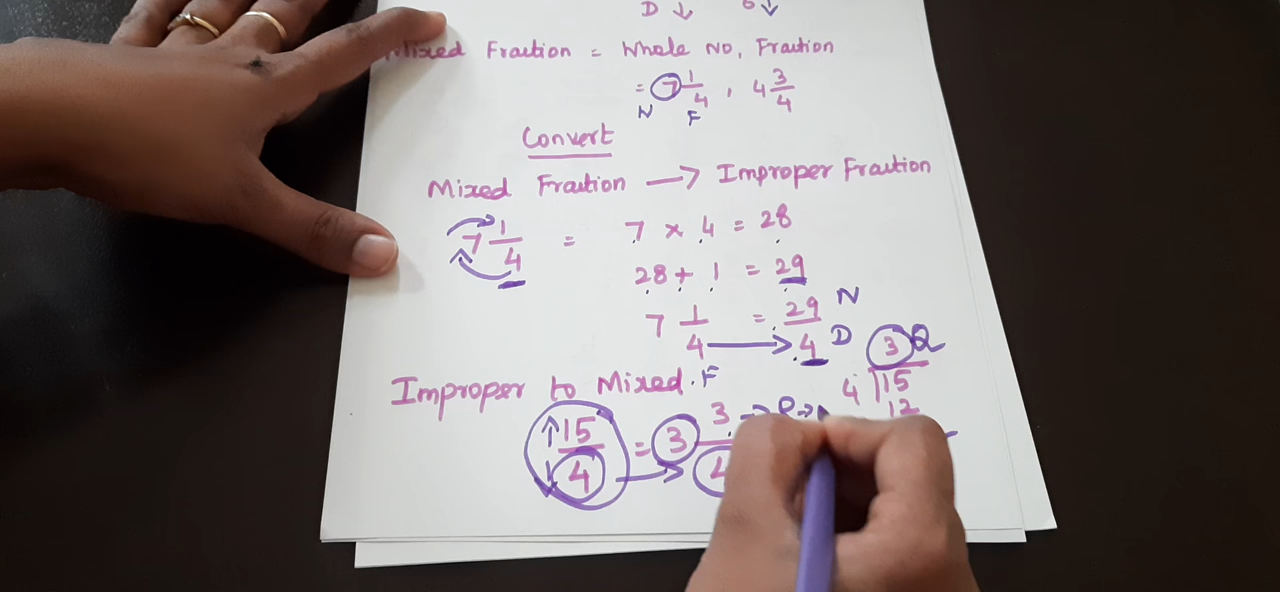 D ↓ ↓
Mixed Fraction = Whole No, Fraction
= 7 1/4 , 4 3/4
N F
Convert
Mixed Fraction → Improper Fraction
7 1/4 = 7 × 4 = 28
28 + 1 = 29
7 1/4 = 29/4 N
→ D
3 Q
Improper to Mixed.F
4 ) 15
12
↑ 15/4 ↓ = 3 3/4 → R →